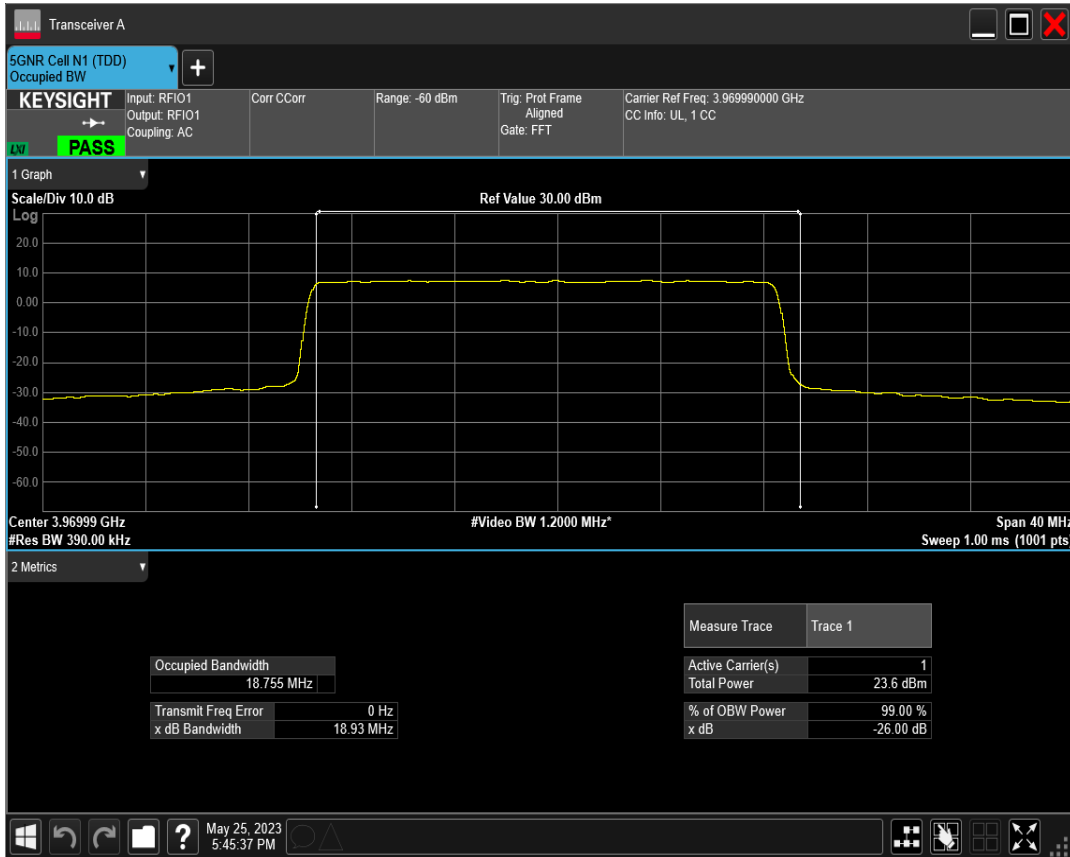 Transceiver A
5GNR Cell N1 (TDD)
Occupied BW
+
KEYSIGHT
LXI
PASS
Input: RFIO1
Output: RFIO1
Coupling: AC
Corr CCorr
Range: -60 dBm
Trig: Prot Frame
Aligned
Gate: FFT
Carrier Ref Freq: 3.969990000 GHz
CC Info: UL, 1 CC
1 Graph
Scale/Div 10.0 dB
Ref Value 30.00 dBm
Log
20.0
10.0
0.00
-10.0
-20.0
-30.0
-40.0
-50.0
-60.0
Center 3.96999 GHz
#Video BW 1.2000 MHz*
Span 40 MHz
#Res BW 390.00 kHz
Sweep 1.00 ms (1001 pts)
2 Metrics
Measure Trace Trace 1
Occupied Bandwidth
18.755 MHz
Active Carrier(s) 1
Total Power 23.6 dBm
Transmit Freq Error 0 Hz
x dB Bandwidth 18.93 MHz
% of OBW Power 99.00 %
x dB -26.00 dB
?
May 25, 2023
5:45:37 PM